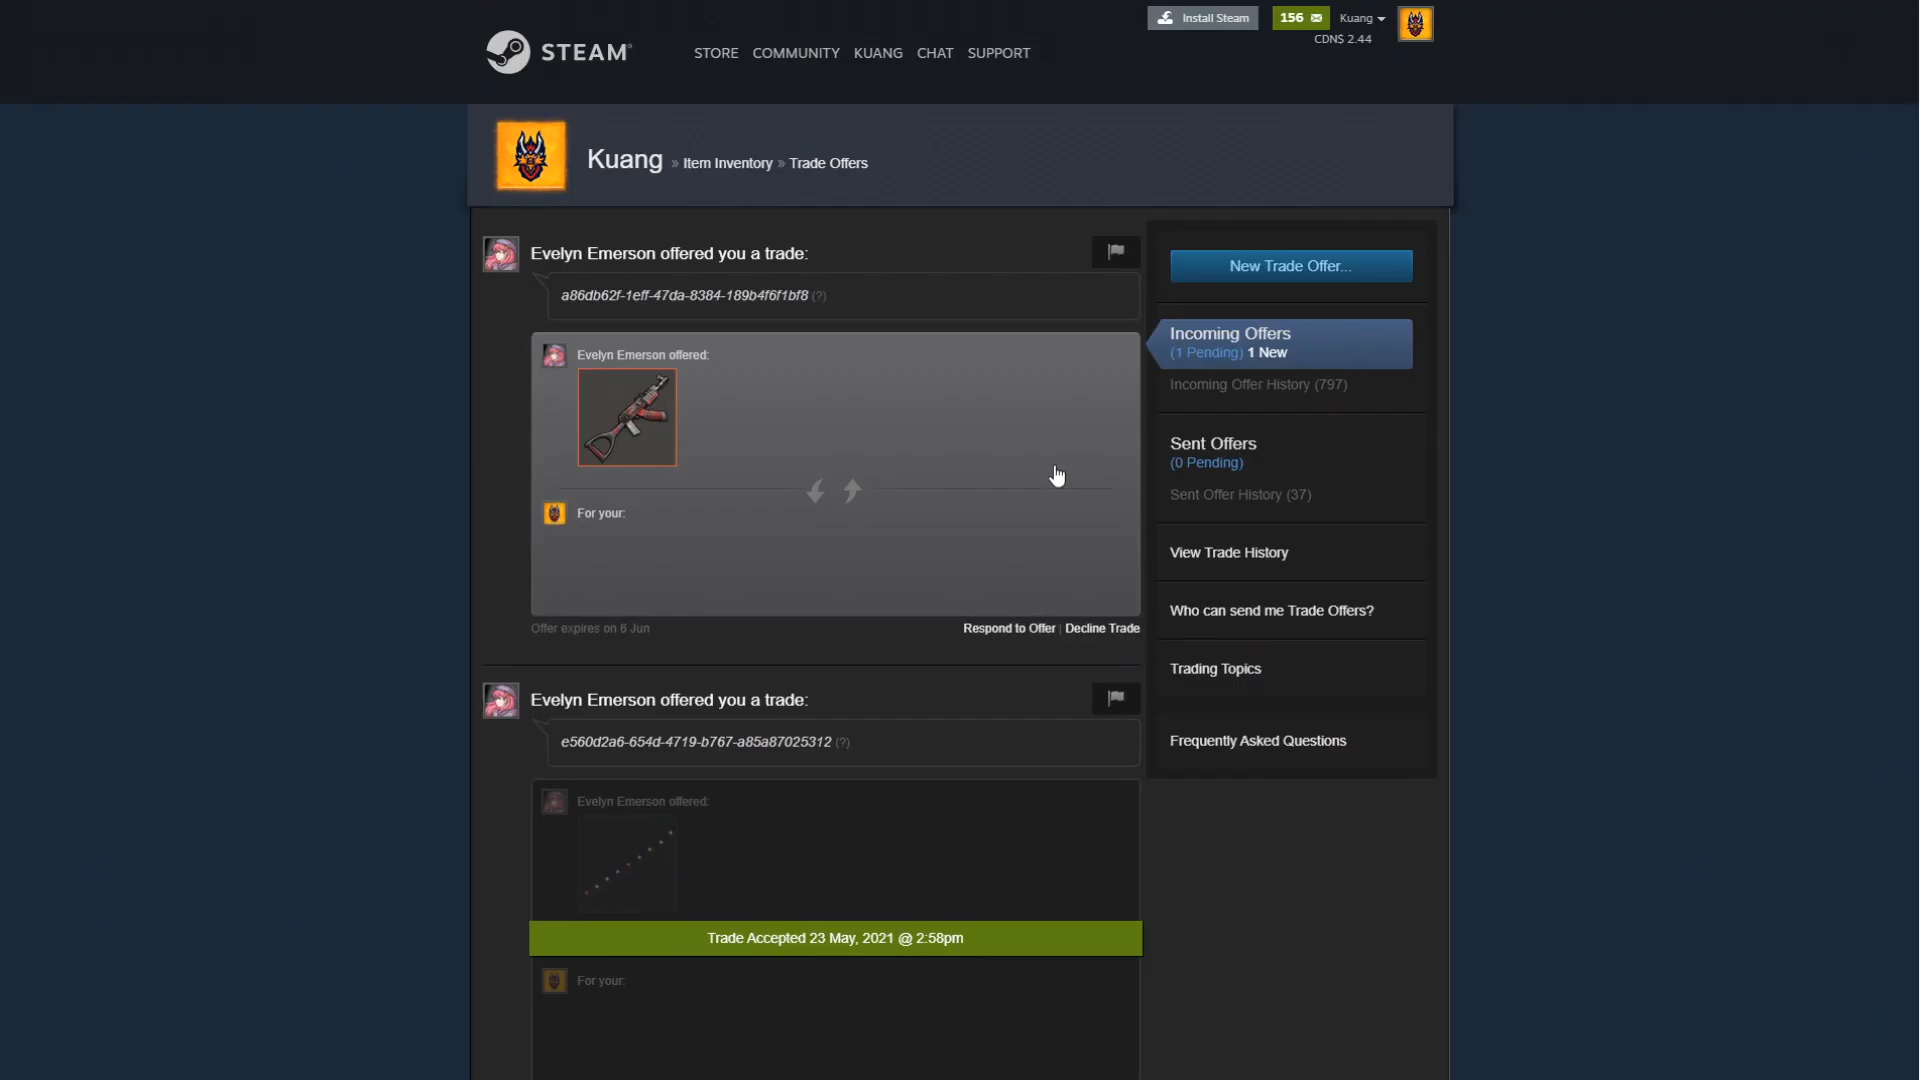 Install Steam
156
Kuang
CDN$ 2.44
STEAM®
STORE COMMUNITY KUANG CHAT SUPPORT
Kuang » Item Inventory » Trade Offers
Evelyn Emerson offered you a trade:
a86db62f-1eff-47da-8384-189b4f6f1bf8 (?)
Evelyn Emerson offered:
For your:
Offer expires on 6 Jun
Respond to Offer | Decline Trade
Evelyn Emerson offered you a trade:
e560d2a6-654d-4719-b767-a85a87025312 (?)
Evelyn Emerson offered:
Trade Accepted 23 May, 2021 @ 2:58pm
For your:
New Trade Offer...
Incoming Offers
(1 Pending) 1 New
Incoming Offer History (797)
Sent Offers
(0 Pending)
Sent Offer History (37)
View Trade History
Who can send me Trade Offers?
Trading Topics
Frequently Asked Questions